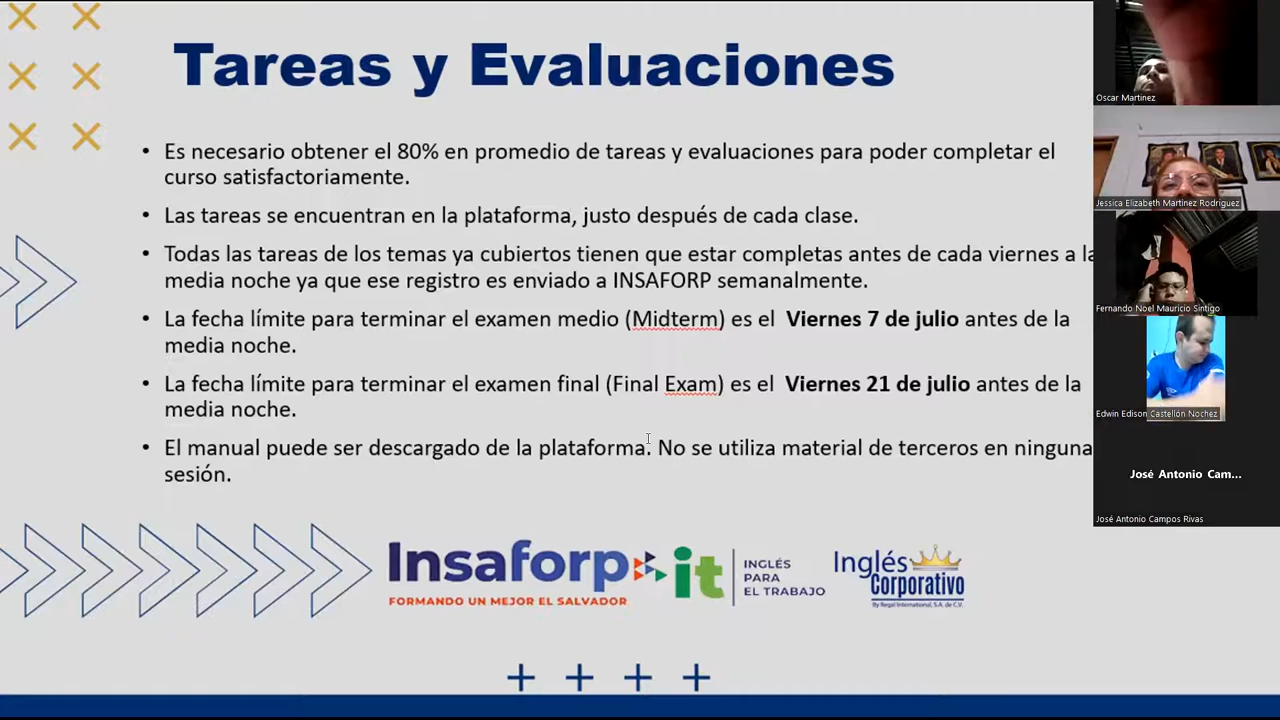 Tareas y Evaluaciones
• Es necesario obtener el 80% en promedio de tareas y evaluaciones para poder completar el
curso satisfactoriamente.
• Las tareas se encuentran en la plataforma, justo después de cada clase.
• Todas las tareas de los temas ya cubiertos tienen que estar completas antes de cada viernes a la
media noche ya que ese registro es enviado a INSAFORP semanalmente.
• La fecha límite para terminar el examen medio (Midterm) es el Viernes 7 de julio antes de la
media noche.
• La fecha límite para terminar el examen final (Final Exam) es el Viernes 21 de julio antes de la
media noche.
• El manual puede ser descargado de la plataforma. No se utiliza material de terceros en ninguna
sesión.
Insaforp
FORMANDO UN MEJOR EL SALVADOR
it
INGLÉS
PARA
EL TRABAJO
Inglés
Corporativo
By Regal International, S.A. de C.V.
Oscar Martinez
Jessica Elizabeth Martínez Rodriguez
Fernando Noel Mauricio Sintigo
Edwin Edison Castellón Nochez
José Antonio Cam...
José Antonio Campos Rivas